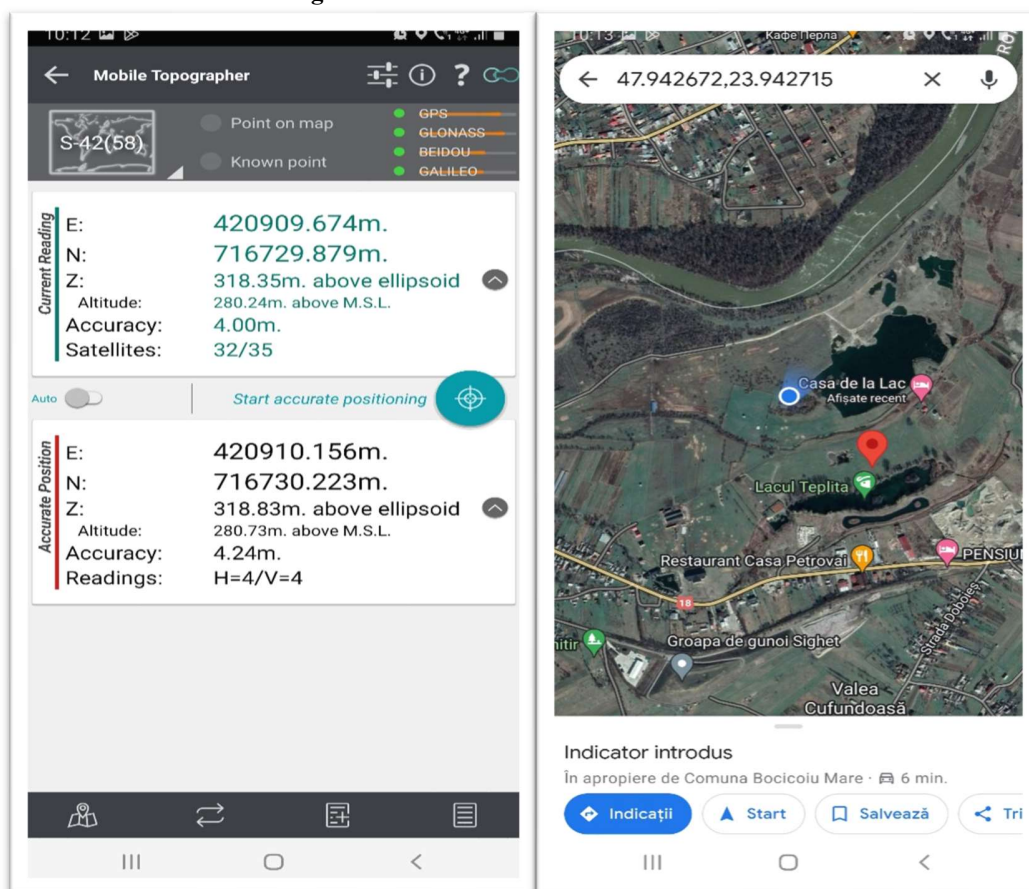 10:12
Mobile Topographer
?
S-42(58)
Point on map
Known point
GPS
GLONASS
BEIDOU
GALILEO
Current Reading
E: 420909.674m.
N: 716729.879m.
Z: 318.35m. above ellipsoid
Altitude: 280.24m. above M.S.L.
Accuracy: 4.00m.
Satellites: 32/35
Auto
Start accurate positioning
Accurate Position
E: 420910.156m.
N: 716730.223m.
Z: 318.83m. above ellipsoid
Altitude: 280.73m. above M.S.L.
Accuracy: 4.24m.
Readings: H=4/V=4
10:13
Кафе Перла
47.942672,23.942715
Casa de la Lac
Afișate recent
Lacul Teplita
Restaurant Casa Petrovai
PENSIU
18
Strada Doboieș
Groapa de gunoi Sighet
Valea
Cufundoasă
Indicator introdus
În apropiere de Comuna Bocicoiu Mare · 6 min.
Indicații
Start
Salvează
Tri